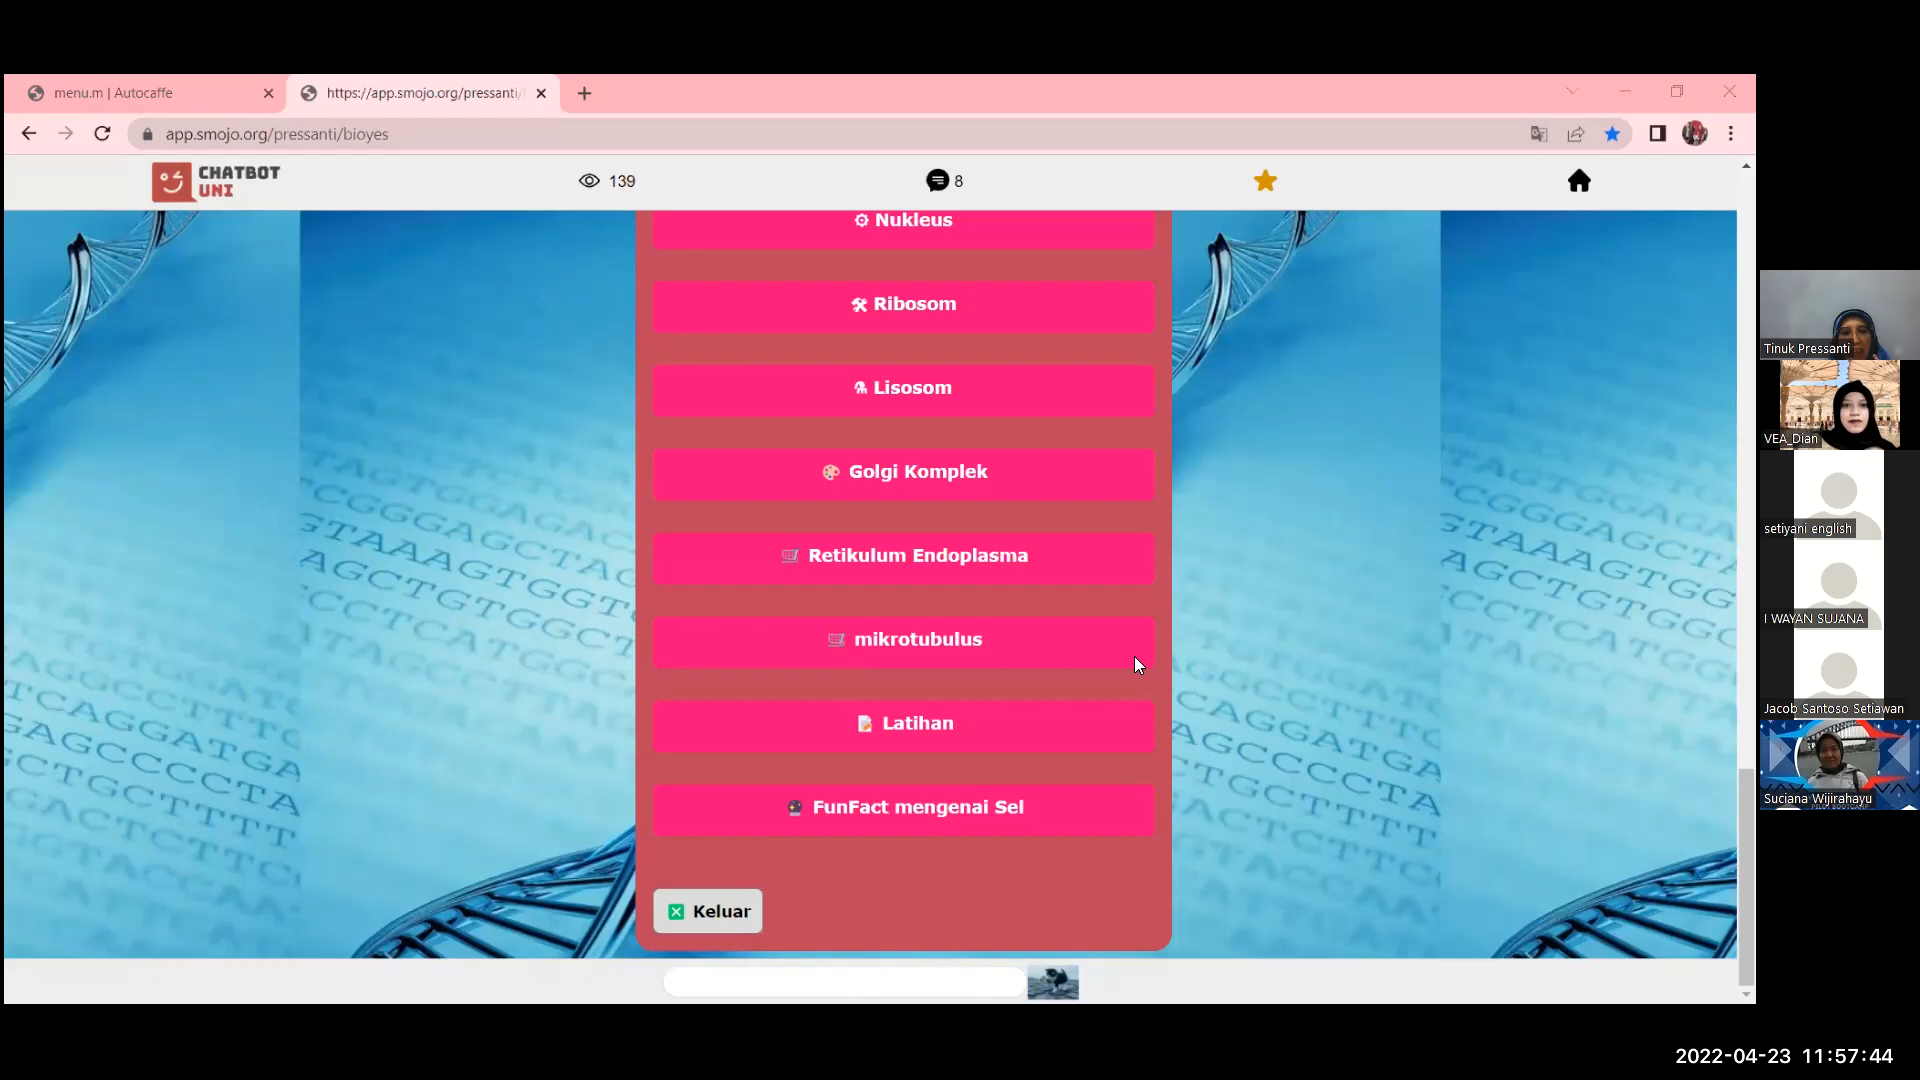 menu.m | Autocaffe
https://app.smojo.org/pressanti/
app.smojo.org/pressanti/bioyes
CHATBOT
UNI
139
8
Nukleus
Ribosom
Lisosom
Golgi Komplek
Retikulum Endoplasma
mikrotubulus
Latihan
FunFact mengenai Sel
Keluar
Tinuk Pressanti
VEA_Dian
setiyani english
I WAYAN SUJANA
Jacob Santoso Setiawan
Suciana Wijirahayu
2022-04-23 11:57:44